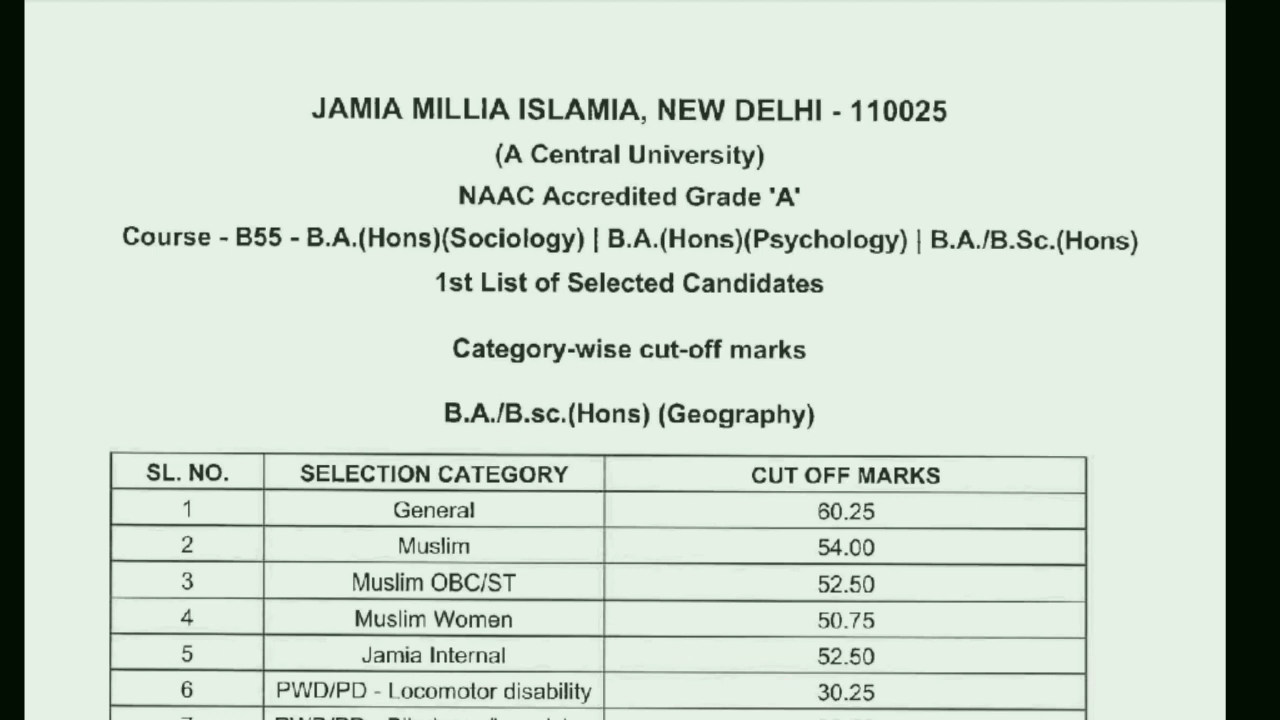 JAMIA MILLIA ISLAMIA, NEW DELHI - 110025
(A Central University)
NAAC Accredited Grade 'A'
Course - B55 - B.A.(Hons)(Sociology) | B.A.(Hons)(Psychology) | B.A./B.Sc.(Hons)
1st List of Selected Candidates
Category-wise cut-off marks
B.A./B.sc.(Hons) (Geography)
SL. NO. SELECTION CATEGORY CUT OFF MARKS
1 General 60.25
2 Muslim 54.00
3 Muslim OBC/ST 52.50
4 Muslim Women 50.75
5 Jamia Internal 52.50
6 PWD/PD - Locomotor disability 30.25